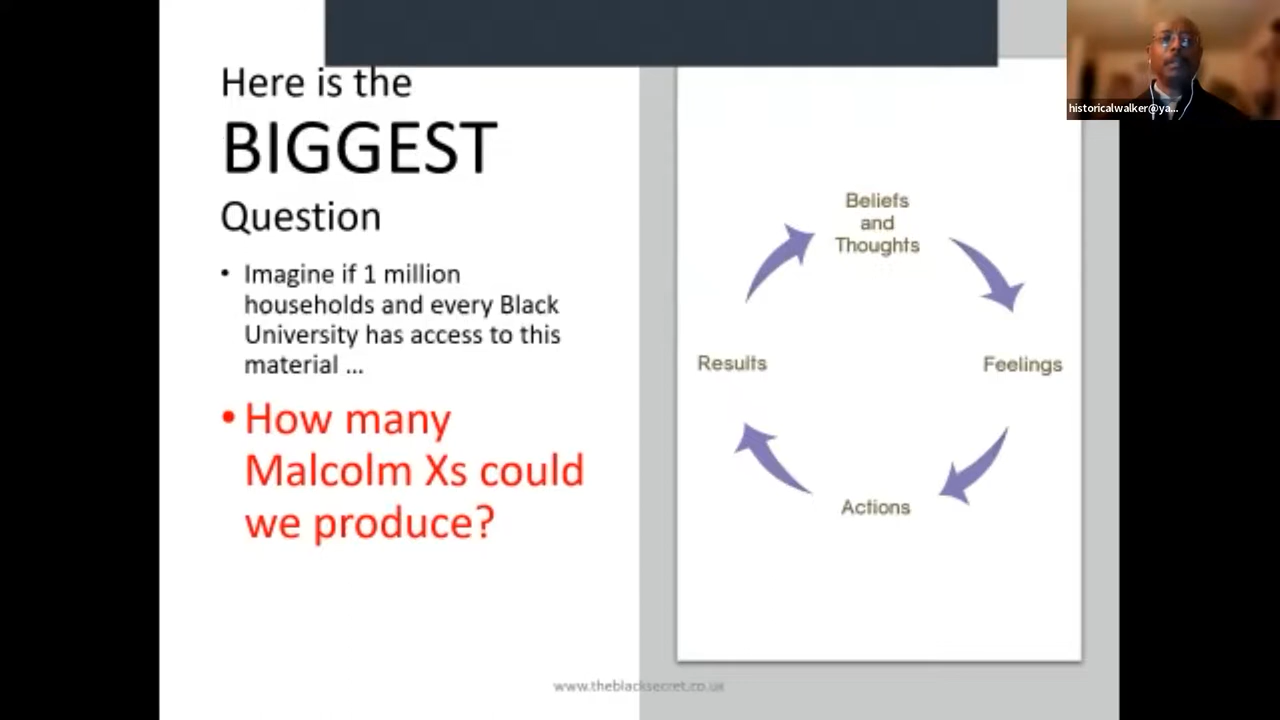 Here is the
BIGGEST
Question
• Imagine if 1 million
households and every Black
University has access to this
material ...
• How many
Malcolm Xs could
we produce?
Beliefs
and
Thoughts
Feelings
Actions
Results
www.theblacksecret.co.uk
historicalwalker@ya...